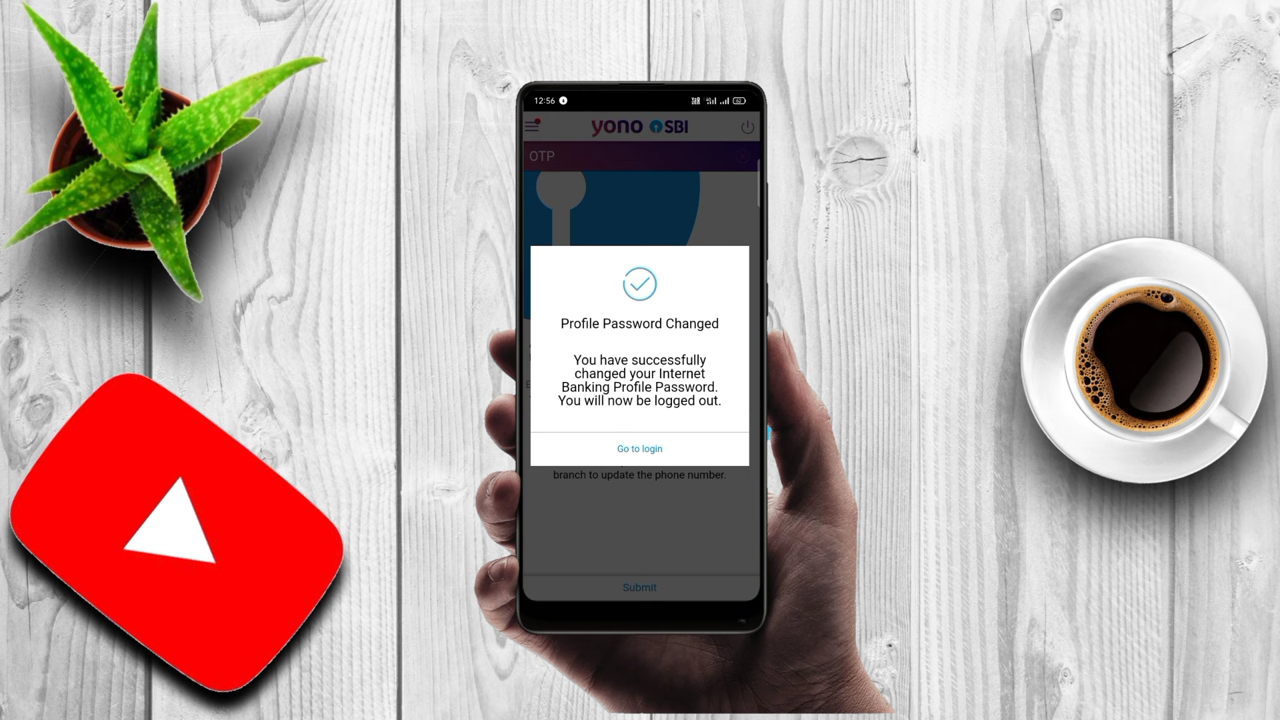 12:56
yono SBI
OTP
Profile Password Changed
You have successfully
changed your Internet
Banking Profile Password.
You will now be logged out.
Go to login
branch to update the phone number.
Submit